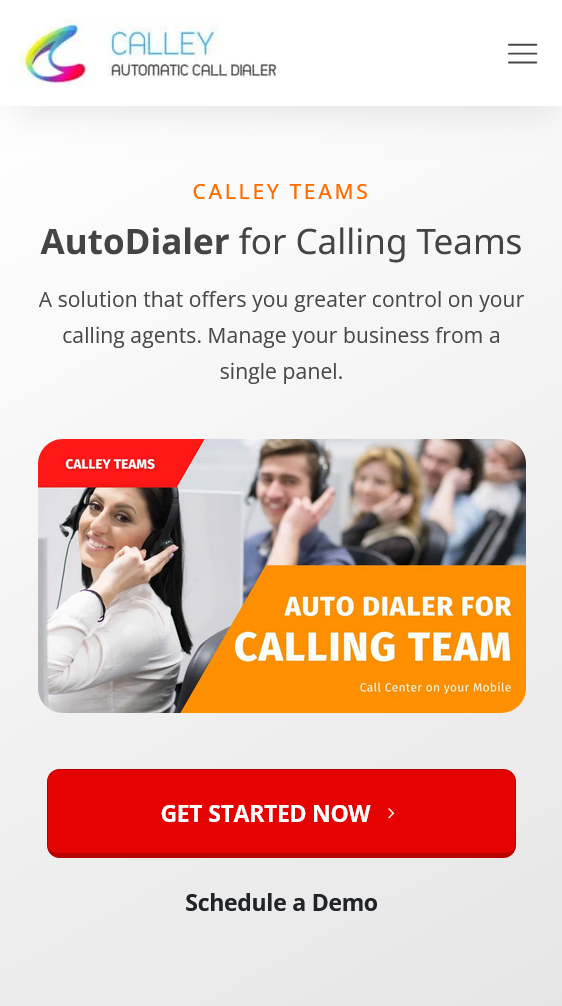 CALLEY
AUTOMATIC CALL DIALER
CALLEY TEAMS
AutoDialer for Calling Teams
A solution that offers you greater control on your
calling agents. Manage your business from a
single panel.
CALLEY TEAMS
AUTO DIALER FOR
CALLING TEAM
Call Center on your Mobile
GET STARTED NOW
Schedule a Demo